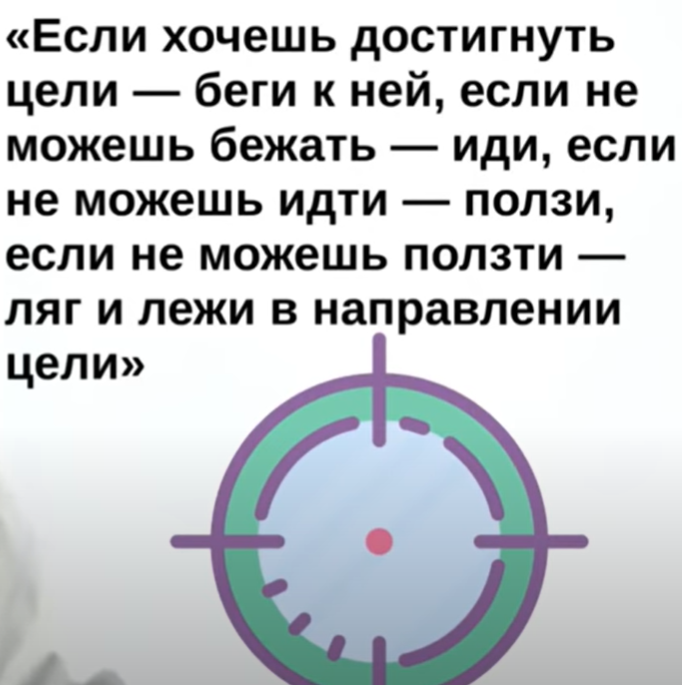 «Если хочешь достигнуть
цели — беги к ней, если не
можешь бежать — иди, если
не можешь идти — ползи,
если не можешь ползти —
ляг и лежи в направлении
цели»